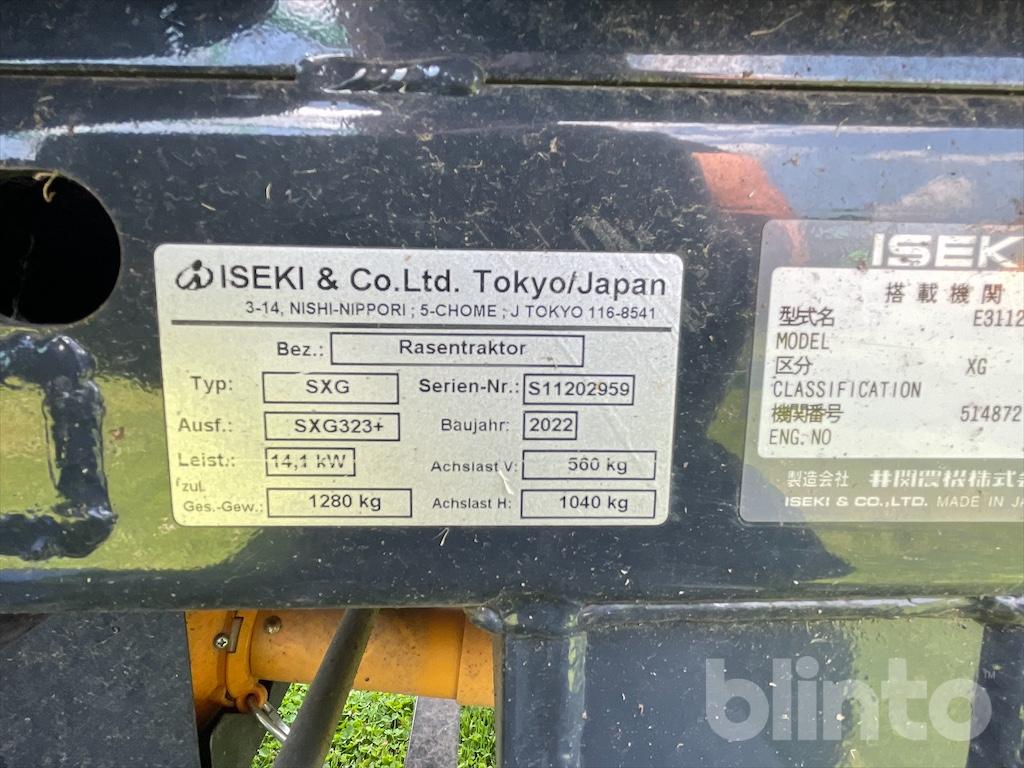 ISEKI & Co.Ltd. Tokyo/Japan
3-14, NISHI-NIPPORI ; 5-CHOME ; J TOKYO 116-8541
Bez.: Rasentraktor
Typ: SXG Serien-Nr.: S11202959
Ausf.: SXG323+ Baujahr: 2022
Leist.: 14,1 kW Achslast V: 560 kg
zul.
Ges.-Gew.: 1280 kg Achslast H: 1040 kg
ISEK
搭載機関
型式名 E3112
MODEL
区分 XG
CLASSIFICATION
機関番号 514872
ENG.NO
製造会社 井関農機株式会
ISEKI & CO.,LTD. MADE IN JA
blinto™